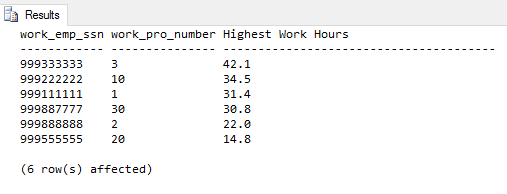 Results
work_emp_ssn work_pro_number Highest Work Hours
------------ --------------- ---------------------------------------
999333333    3               42.1
999222222    10              34.5
999111111    1               31.4
999887777    30              30.8
999888888    2               22.0
999555555    20              14.8
(6 row(s) affected)